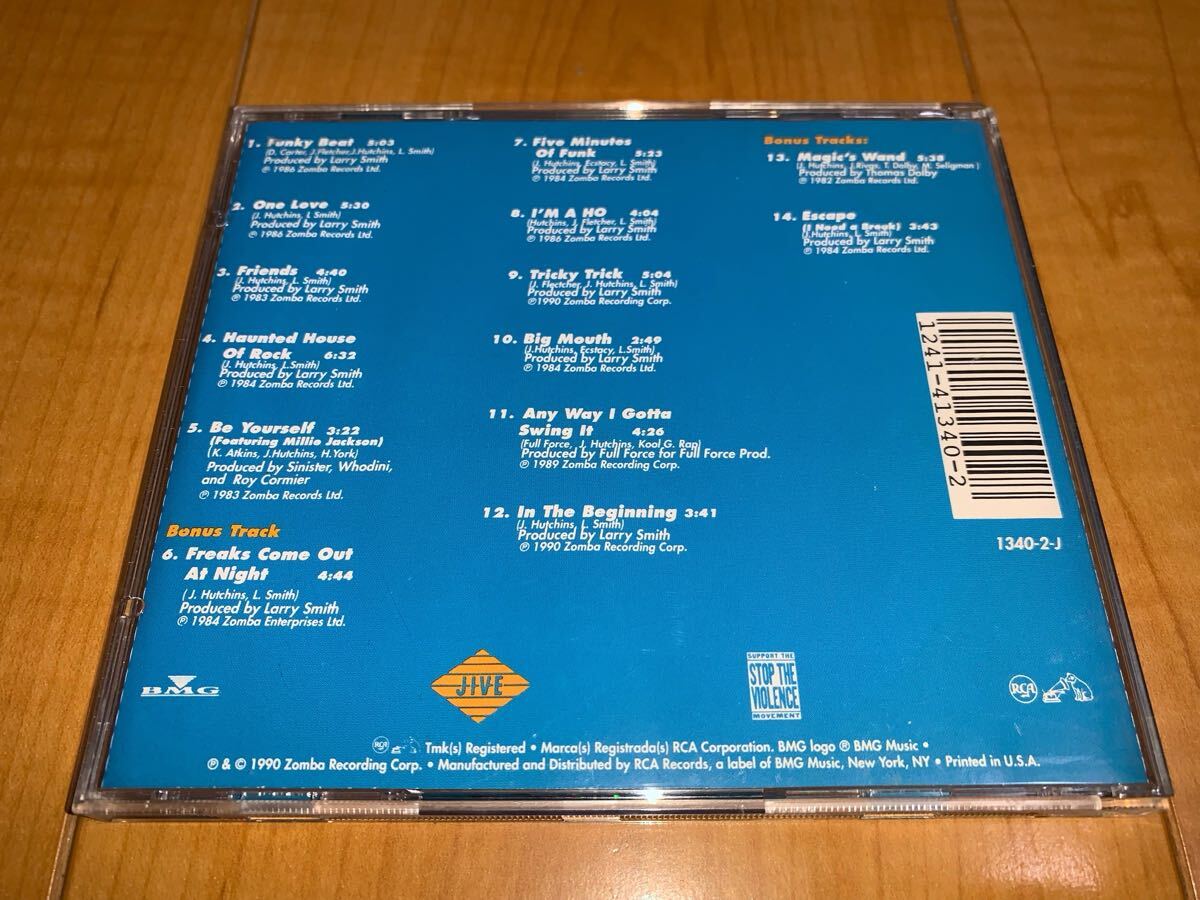 1. Funky Beat 5:03
(D. Carter, J.Fletcher,J.Hutchins, L. Smith)
Produced by Larry Smith
℗ 1986 Zomba Records Ltd.
2. One Love 5:30
(J. Hutchins, L Smith)
Produced by Larry Smith
℗ 1986 Zomba Records Ltd.
3. Friends 4:40
(J. Hutchins, L. Smith)
Produced by Larry Smith
℗ 1983 Zomba Records Ltd.
4. Haunted House
Of Rock 6:32
(J. Hutchins, L.Smith)
Produced by Larry Smith
℗ 1984 Zomba Records Ltd.
5. Be Yourself 3:22
(Featuring Millie Jackson)
(K. Atkins, J.Hutchins, H.York)
Produced by Sinister, Whodini,
and Roy Cormier
℗ 1983 Zomba Records Ltd.
Bonus Track
6. Freaks Come Out
At Night 4:44
(J. Hutchins, L. Smith)
Produced by Larry Smith
℗ 1984 Zomba Enterprises Ltd.
7. Five Minutes
Of Funk 5:23
(J. Hutchins, Ecstacy, L. Smith)
Produced by Larry Smith
℗ 1984 Zomba Records Ltd.
8. I'M A HO 4:04
(Hutchins, J. Fletcher, L. Smith)
Produced by Larry Smith
℗ 1986 Zomba Records Ltd.
9. Tricky Trick 5:04
(J. Flectcher, J. Hutchins, L. Smith)
Produced by Larry Smith
℗1990 Zomba Recording Corp.
10. Big Mouth 2:49
(J.Hutchins, Ecstacy, L.Smith)
Produced by Larry Smith
℗ 1984 Zomba Records Ltd.
11. Any Way I Gotta
Swing It 4:26
(Full Force, J. Hutchins, Kool G. Rap)
Produced by Full Force for Full Force Prod.
℗ 1989 Zomba Recording Corp.
12. In The Beginning 3:41
(J. Hutchins, L. Smith)
Produced by Larry Smith
℗ 1990 Zomba Recording Corp.
Bonus Tracks:
13. Magic's Wand 5:38
(J. Hutchins, J.Rivas, T. Dolby, M. Seligman )
Produced by Thomas Dolby
℗ 1982 Zomba Records Ltd.
14. Escape
(I Need a Break) 3:43
(J.Hutchins, L. Smith)
Produced by Larry Smith
℗ 1984 Zomba Records Ltd.
1241-41340-2
1340-2-J
BMG
JIVE
SUPPORT THE
STOP THE
VIOLENCE
MOVEMENT
RCA
RCA Tmk(s) Registered • Marca(s) Registrada(s) RCA Corporation. BMG logo ® BMG Music •
℗ & © 1990 Zomba Recording Corp. • Manufactured and Distributed by RCA Records, a label of BMG Music, New York, NY • Printed in U.S.A.